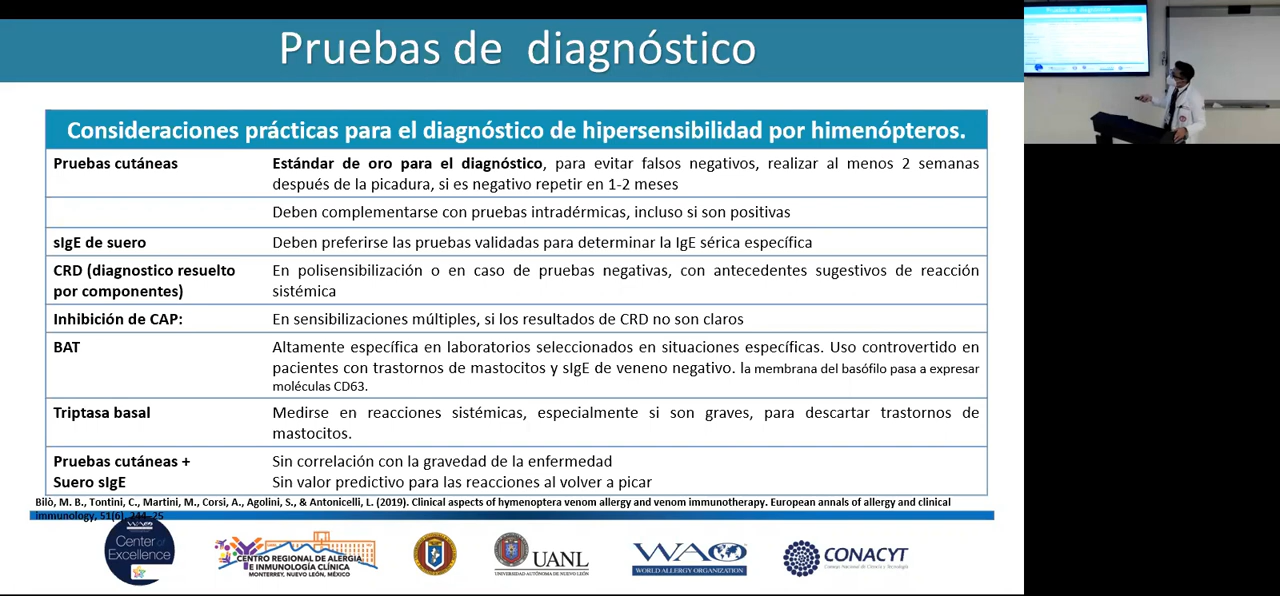 Pruebas de diagnóstico
Consideraciones prácticas para el diagnóstico de hipersensibilidad por himenópteros.
Pruebas cutáneas
Estándar de oro para el diagnóstico, para evitar falsos negativos, realizar al menos 2 semanas
después de la picadura, si es negativo repetir en 1-2 meses
Deben complementarse con pruebas intradérmicas, incluso si son positivas
sIgE de suero
Deben preferirse las pruebas validadas para determinar la IgE sérica específica
CRD (diagnostico resuelto
por componentes)
En polisensibilización o en caso de pruebas negativas, con antecedentes sugestivos de reacción
sistémica
Inhibición de CAP:
En sensibilizaciones múltiples, si los resultados de CRD no son claros
BAT
Altamente específica en laboratorios seleccionados en situaciones específicas. Uso controvertido en
pacientes con trastornos de mastocitos y sIgE de veneno negativo. la membrana del basófilo pasa a expresar
moléculas CD63.
Triptasa basal
Medirse en reacciones sistémicas, especialmente si son graves, para descartar trastornos de
mastocitos.
Pruebas cutáneas +
Suero sIgE
Sin correlación con la gravedad de la enfermedad
Sin valor predictivo para las reacciones al volver a picar
Bilò, M. B., Tontini, C., Martini, M., Corsi, A., Agolini, S., & Antonicelli, L. (2019). Clinical aspects of hymenoptera venom allergy and venom immunotherapy. European annals of allergy and clinical
immunology, 51(6), 244–25
Center of
Excellence
CENTRO REGIONAL DE ALERGIA
E INMUNOLOGÍA CLÍNICA
MONTERREY, NUEVO LEÓN, MÉXICO
UANL
UNIVERSIDAD AUTÓNOMA DE NUEVO LEÓN
WAO
WORLD ALLERGY ORGANIZATION
CONACYT
Consejo Nacional de Ciencia y Tecnología
Pruebas de diagnóstico